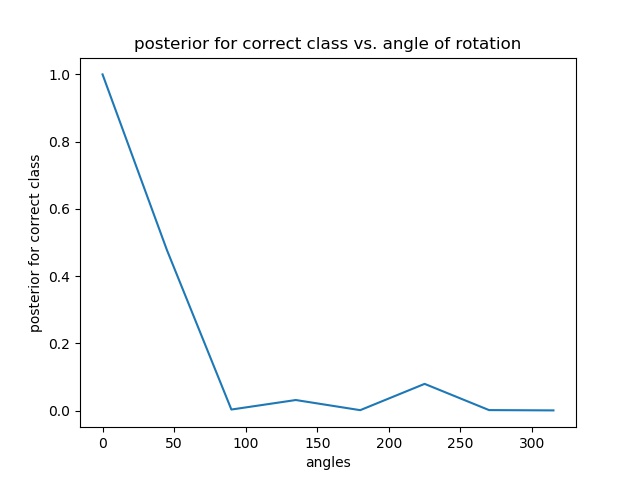 posterior for correct class vs. angle of rotation
posterior for correct class
1.0
0.8
0.6
0.4
0.2
0.0
0 50 100 150 200 250 300
angles